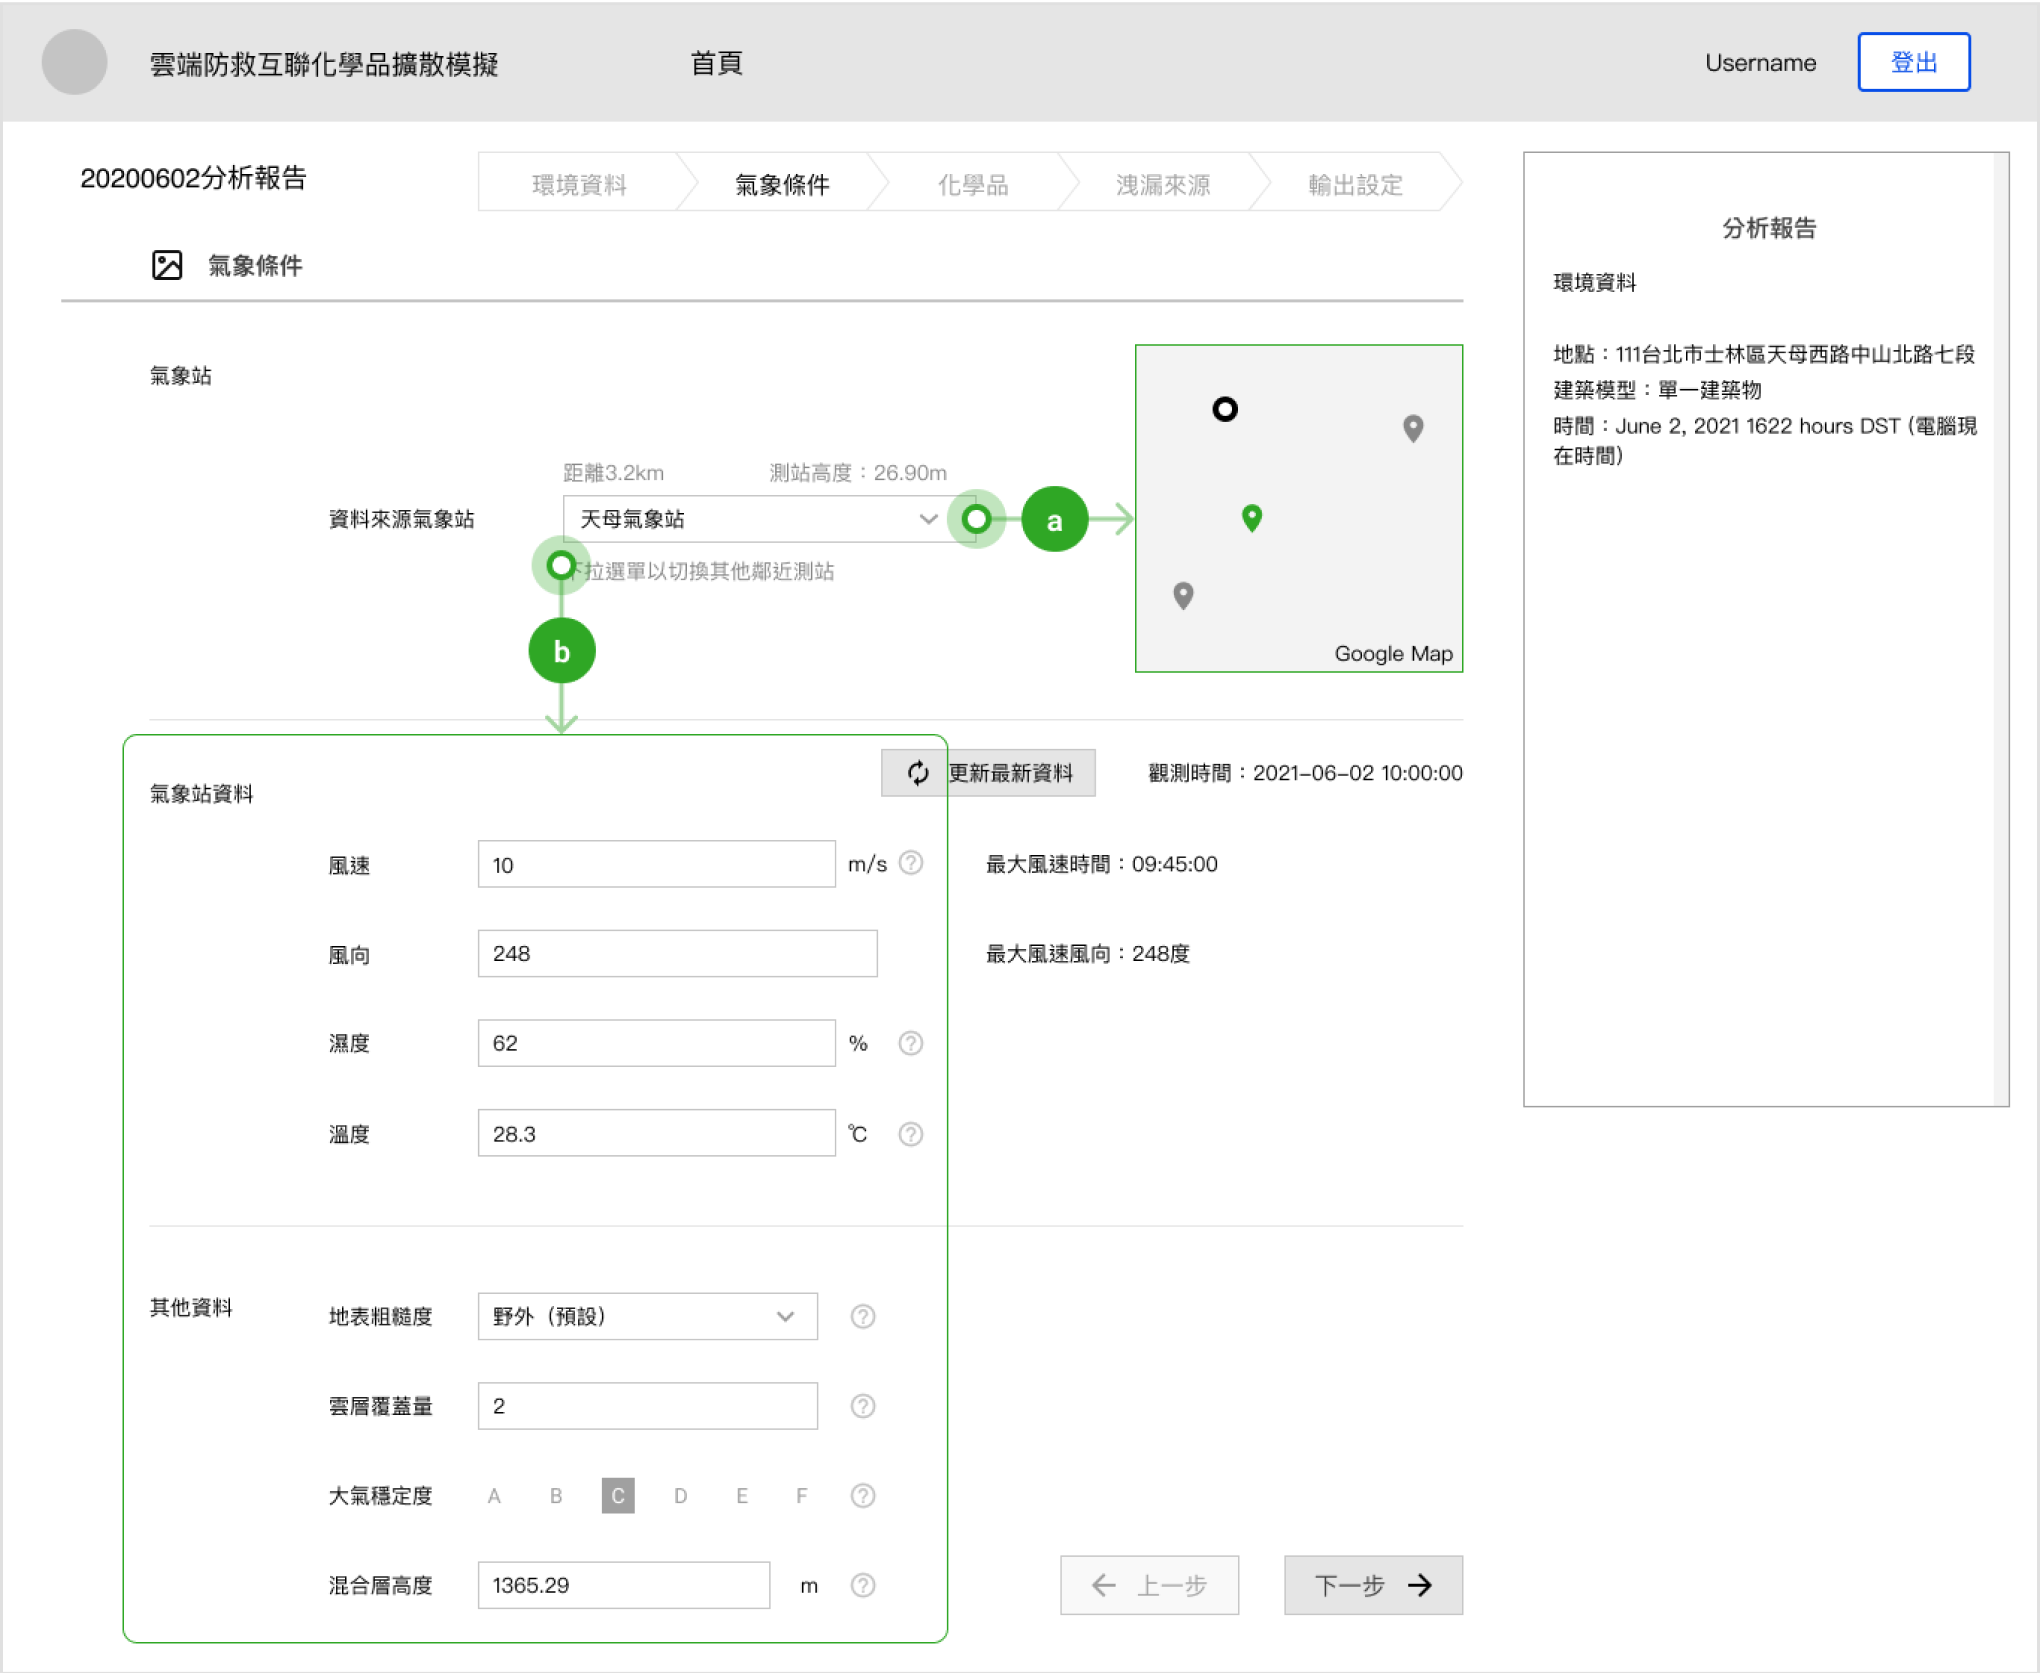 雲端防救互聯化學品擴散模擬
首頁
Username
登出
20200602分析報告
環境資料
氣象條件
化學品
洩漏來源
輸出設定
氣象條件
氣象站
距離3.2km
測站高度：26.90m
資料來源氣象站
天母氣象站
下拉選單以切換其他鄰近測站
a
b
Google Map
氣象站資料
更新最新資料
觀測時間：2021-06-02 10:00:00
風速
10
m/s
最大風速時間：09:45:00
風向
248
最大風速風向：248度
濕度
62
%
溫度
28.3
℃
其他資料
地表粗糙度
野外（預設）
雲層覆蓋量
2
大氣穩定度
A B C D E F
混合層高度
1365.29
m
上一步
下一步
分析報告
環境資料
地點：111台北市士林區天母西路中山北路七段
建築模型：單一建築物
時間：June 2, 2021 1622 hours DST (電腦現
在時間)